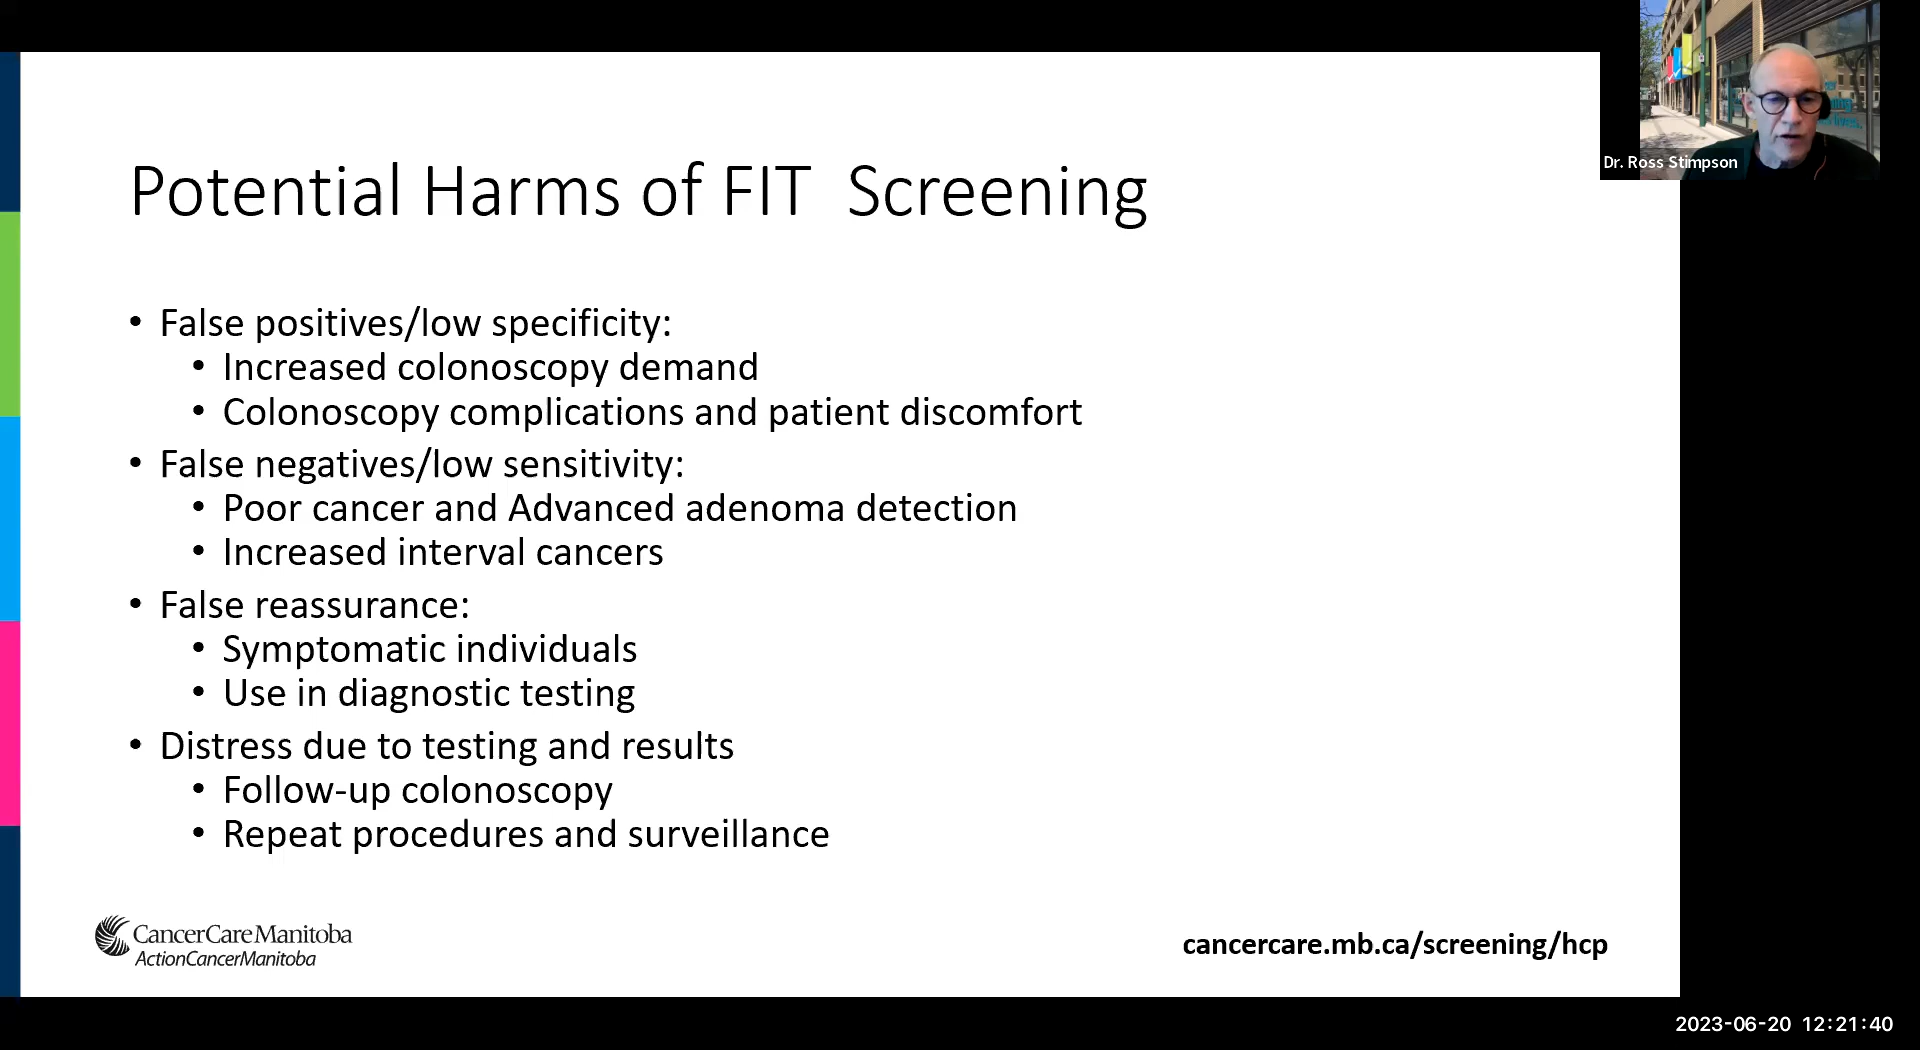 Dr. Ross Stimpson
Potential Harms of FIT  Screening
• False positives/low specificity:
• Increased colonoscopy demand
• Colonoscopy complications and patient discomfort
• False negatives/low sensitivity:
• Poor cancer and Advanced adenoma detection
• Increased interval cancers
• False reassurance:
• Symptomatic individuals
• Use in diagnostic testing
• Distress due to testing and results
• Follow-up colonoscopy
• Repeat procedures and surveillance
CancerCareManitoba
ActionCancerManitoba
cancercare.mb.ca/screening/hcp
2023-06-20 12:21:40